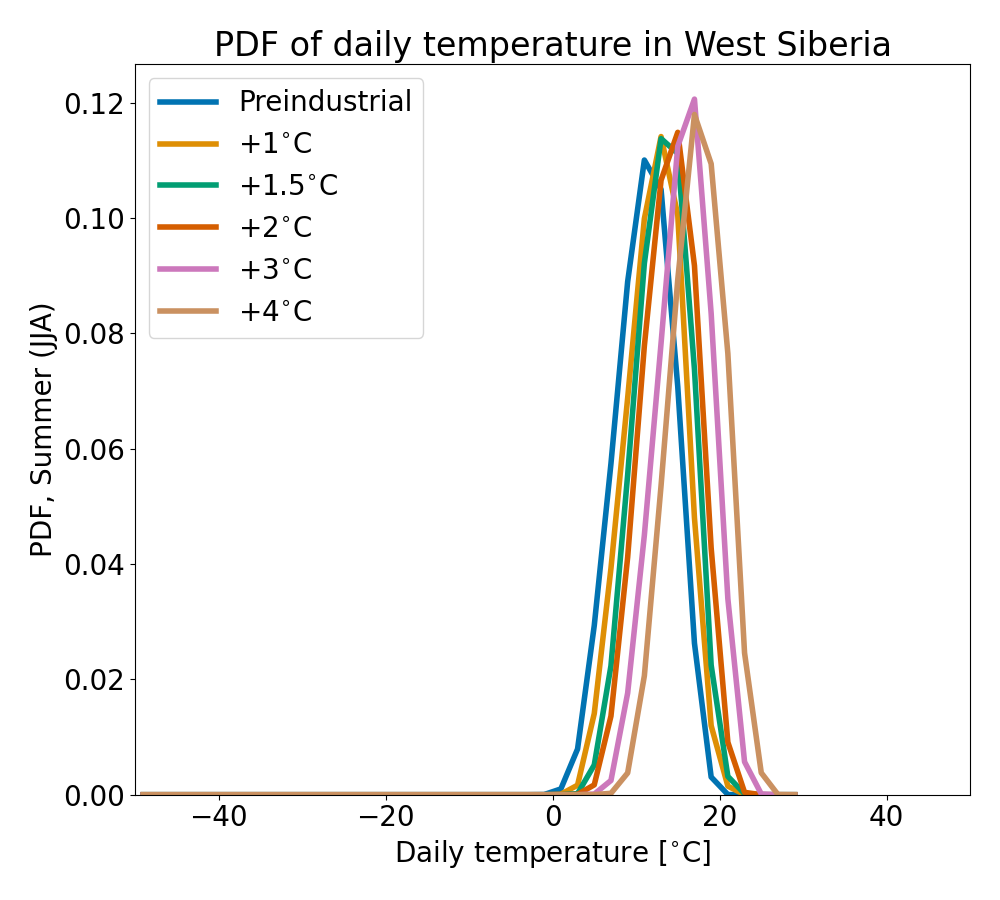 PDF of daily temperature in West Siberia
0.12
0.10
0.08
0.06
0.04
0.02
0.00
PDF, Summer (JJA)
Preindustrial
+1°C
+1.5°C
+2°C
+3°C
+4°C
−40
−20
0
20
40
Daily temperature [°C]